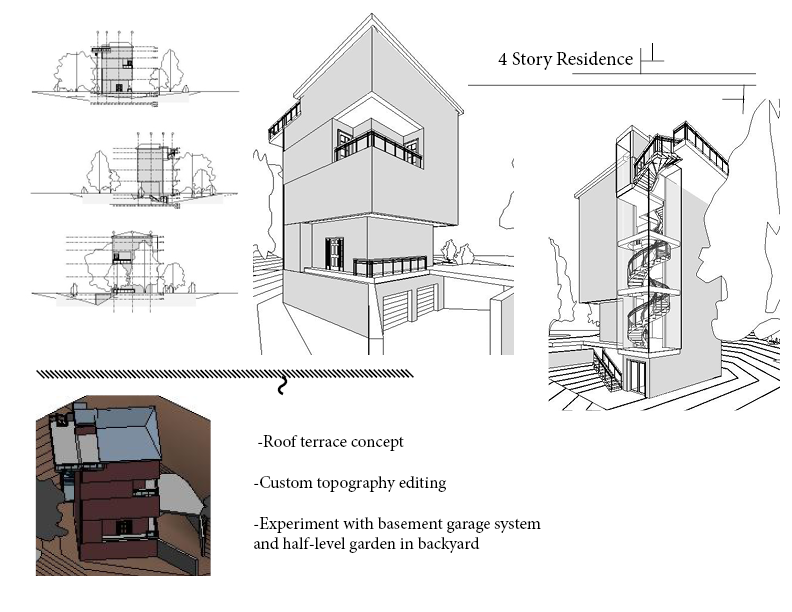 4 Story Residence
-Roof terrace concept
-Custom topography editing
-Experiment with basement garage system
and half-level garden in backyard